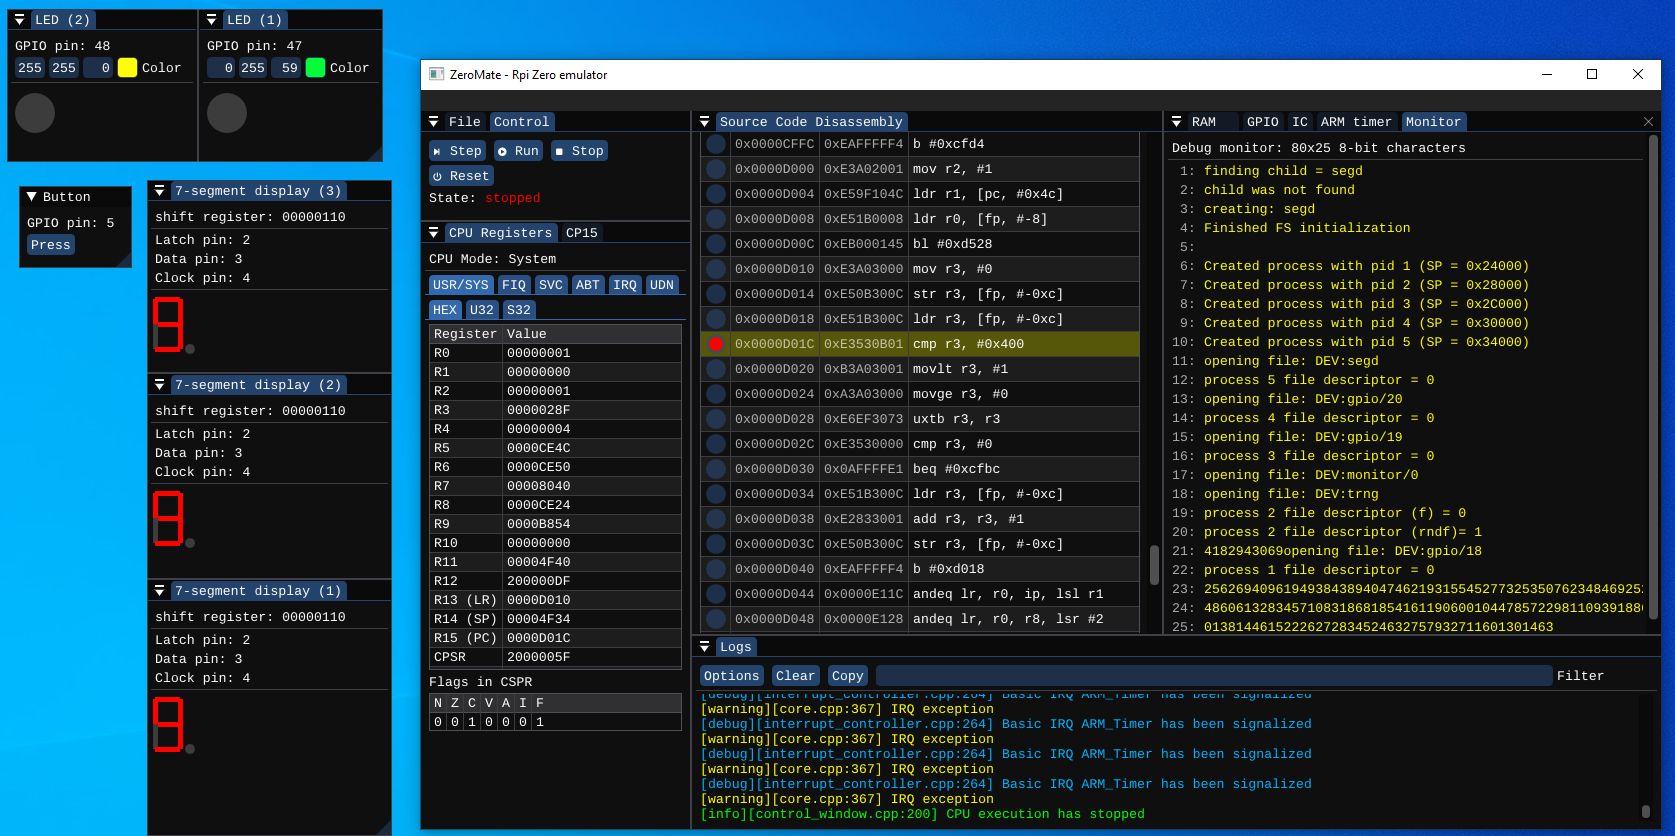 LED (2)
GPIO pin: 48
255 255 0 Color
LED (1)
GPIO pin: 47
0 255 59 Color
Button
GPIO pin: 5
Press
7-segment display (3)
shift register: 00000110
Latch pin: 2
Data pin: 3
Clock pin: 4
7-segment display (2)
shift register: 00000110
Latch pin: 2
Data pin: 3
Clock pin: 4
7-segment display (1)
shift register: 00000110
Latch pin: 2
Data pin: 3
Clock pin: 4
ZeroMate - Rpi Zero emulator
File Control
Step Run Stop
Reset
State: stopped
CPU Registers CP15
CPU Mode: System
USR/SYS FIQ SVC ABT IRQ UDN
HEX U32 S32
Register Value
R0 00000001
R1 00000000
R2 00000001
R3 0000028F
R4 00000004
R5 0000CE4C
R6 0000CE50
R7 00008040
R8 0000CE24
R9 0000B854
R10 00000000
R11 00004F40
R12 200000DF
R13 (LR) 0000D010
R14 (SP) 00004F34
R15 (PC) 0000D01C
CPSR 2000005F
Flags in CSPR
N Z C V A I F
0 0 1 0 0 0 1
Source Code Disassembly
0x0000CFFC 0xEAFFFFF4 b #0xcfd4
0x0000D000 0xE3A02001 mov r2, #1
0x0000D004 0xE59F104C ldr r1, [pc, #0x4c]
0x0000D008 0xE51B0008 ldr r0, [fp, #-8]
0x0000D00C 0xEB000145 bl #0xd528
0x0000D010 0xE3A03000 mov r3, #0
0x0000D014 0xE50B300C str r3, [fp, #-0xc]
0x0000D018 0xE51B300C ldr r3, [fp, #-0xc]
0x0000D01C 0xE3530B01 cmp r3, #0x400
0x0000D020 0xB3A03001 movlt r3, #1
0x0000D024 0xA3A03000 movge r3, #0
0x0000D028 0xE6EF3073 uxtb r3, r3
0x0000D02C 0xE3530000 cmp r3, #0
0x0000D030 0x0AFFFFE1 beq #0xcfbc
0x0000D034 0xE51B300C ldr r3, [fp, #-0xc]
0x0000D038 0xE2833001 add r3, r3, #1
0x0000D03C 0xE50B300C str r3, [fp, #-0xc]
0x0000D040 0xEAFFFFF4 b #0xd018
0x0000D044 0x0000E11C andeq lr, r0, ip, lsl r1
0x0000D048 0x0000E128 andeq lr, r0, r8, lsr #2
RAM GPIO IC ARM timer Monitor
Debug monitor: 80x25 8-bit characters
1: finding child = segd
2: child was not found
3: creating: segd
4: Finished FS initialization
5:
6: Created process with pid 1 (SP = 0x24000)
7: Created process with pid 2 (SP = 0x28000)
8: Created process with pid 3 (SP = 0x2C000)
9: Created process with pid 4 (SP = 0x30000)
10: Created process with pid 5 (SP = 0x34000)
11: opening file: DEV:segd
12: process 5 file descriptor = 0
13: opening file: DEV:gpio/20
14: process 4 file descriptor = 0
15: opening file: DEV:gpio/19
16: process 3 file descriptor = 0
17: opening file: DEV:monitor/0
18: opening file: DEV:trng
19: process 2 file descriptor (f) = 0
20: process 2 file descriptor (rndf)= 1
21: 4182943069opening file: DEV:gpio/18
22: process 1 file descriptor = 0
23: 25626940961949384389404746219315545277325350762348469252
24: 48606132834571083186818541611906001044785722981109391886
25: 01381446152226272834524632757932711601301463
Logs
Options Clear Copy Filter
[debug][interrupt_controller.cpp:264] Basic IRQ ARM_Timer has been signalized
[warning][core.cpp:367] IRQ exception
[debug][interrupt_controller.cpp:264] Basic IRQ ARM_Timer has been signalized
[warning][core.cpp:367] IRQ exception
[debug][interrupt_controller.cpp:264] Basic IRQ ARM_Timer has been signalized
[warning][core.cpp:367] IRQ exception
[debug][interrupt_controller.cpp:264] Basic IRQ ARM_Timer has been signalized
[warning][core.cpp:367] IRQ exception
[info][control_window.cpp:200] CPU execution has stopped